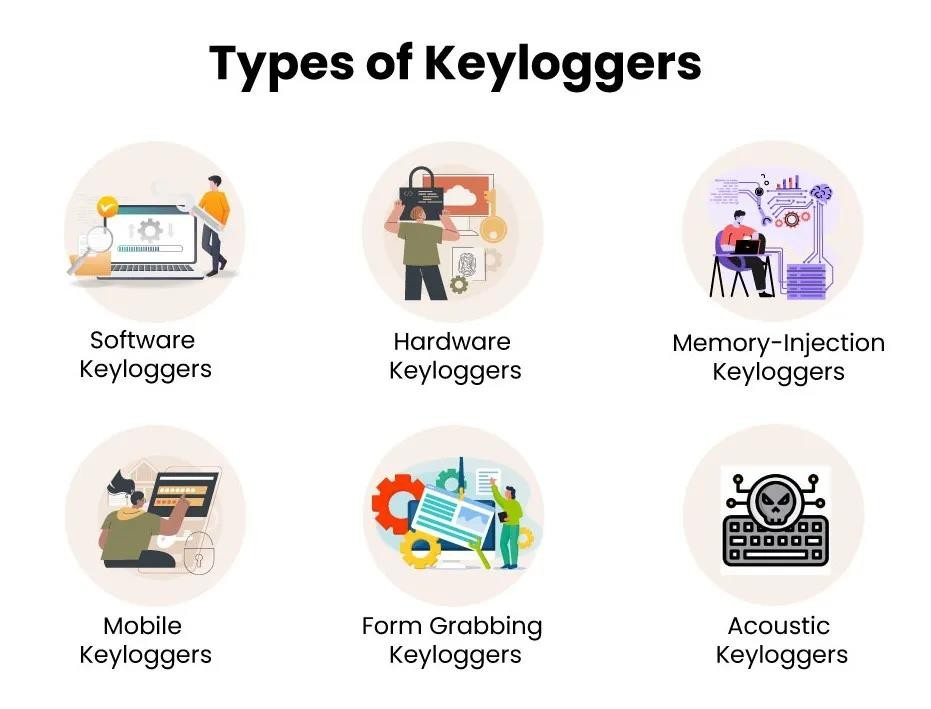 Types of Keyloggers
Software
Keyloggers
Hardware
Keyloggers
Memory-Injection
Keyloggers
Mobile
Keyloggers
Form Grabbing
Keyloggers
Acoustic
Keyloggers